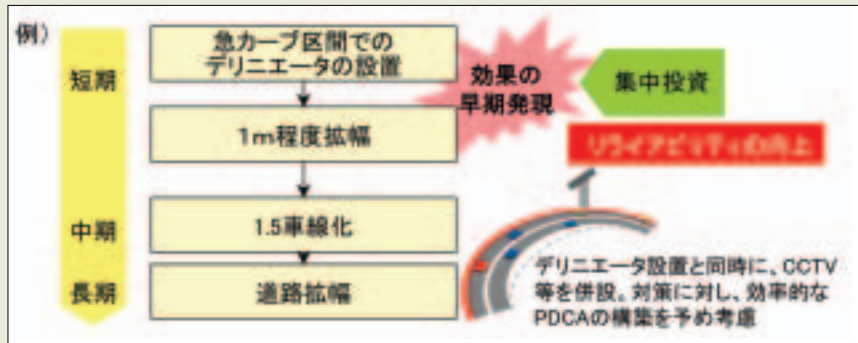 例)
短期
急カーブ区間での
デリニエータの設置
1m程度拡幅
効果の
早期発現
集中投資
リライアビリティの向上
中期
1.5車線化
長期
道路拡幅
デリニエータ設置と同時に、CCTV
等を併設。対策に対し、効率的な
PDCAの構築を予め考慮